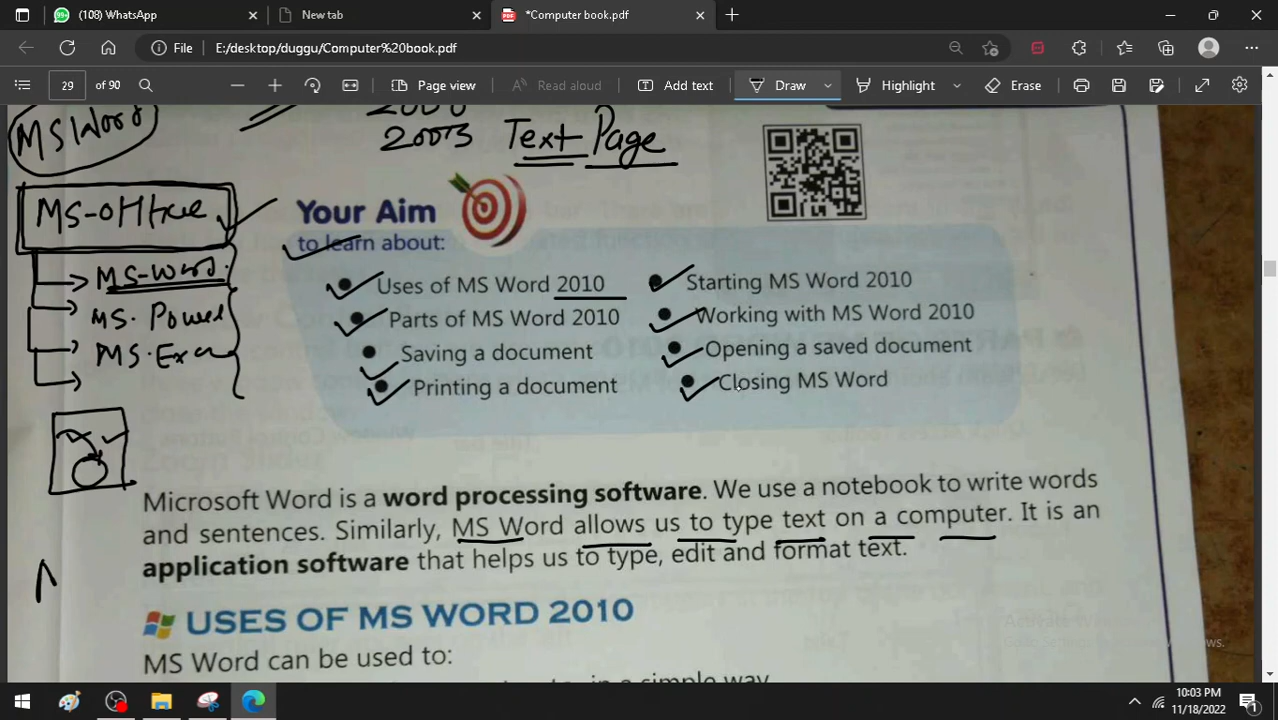 (108) WhatsApp
New tab
*Computer book.pdf
File
E:/desktop/duggu/Computer%20book.pdf
29
of 90
Page view
Read aloud
Add text
Draw
Highlight
Erase
MS Word
2000
2003
Text Page
MS-office
MS-Word
MS. Power
MS. Exce
Your Aim
to learn about:
Uses of MS Word 2010
Starting MS Word 2010
Parts of MS Word 2010
Working with MS Word 2010
Saving a document
Opening a saved document
Printing a document
Closing MS Word
Microsoft Word is a word processing software. We use a notebook to write words
and sentences. Similarly, MS Word allows us to type text on a computer. It is an
application software that helps us to type, edit and format text.
USES OF MS WORD 2010
MS Word can be used to:
in a simple way
10:03 PM
11/18/2022